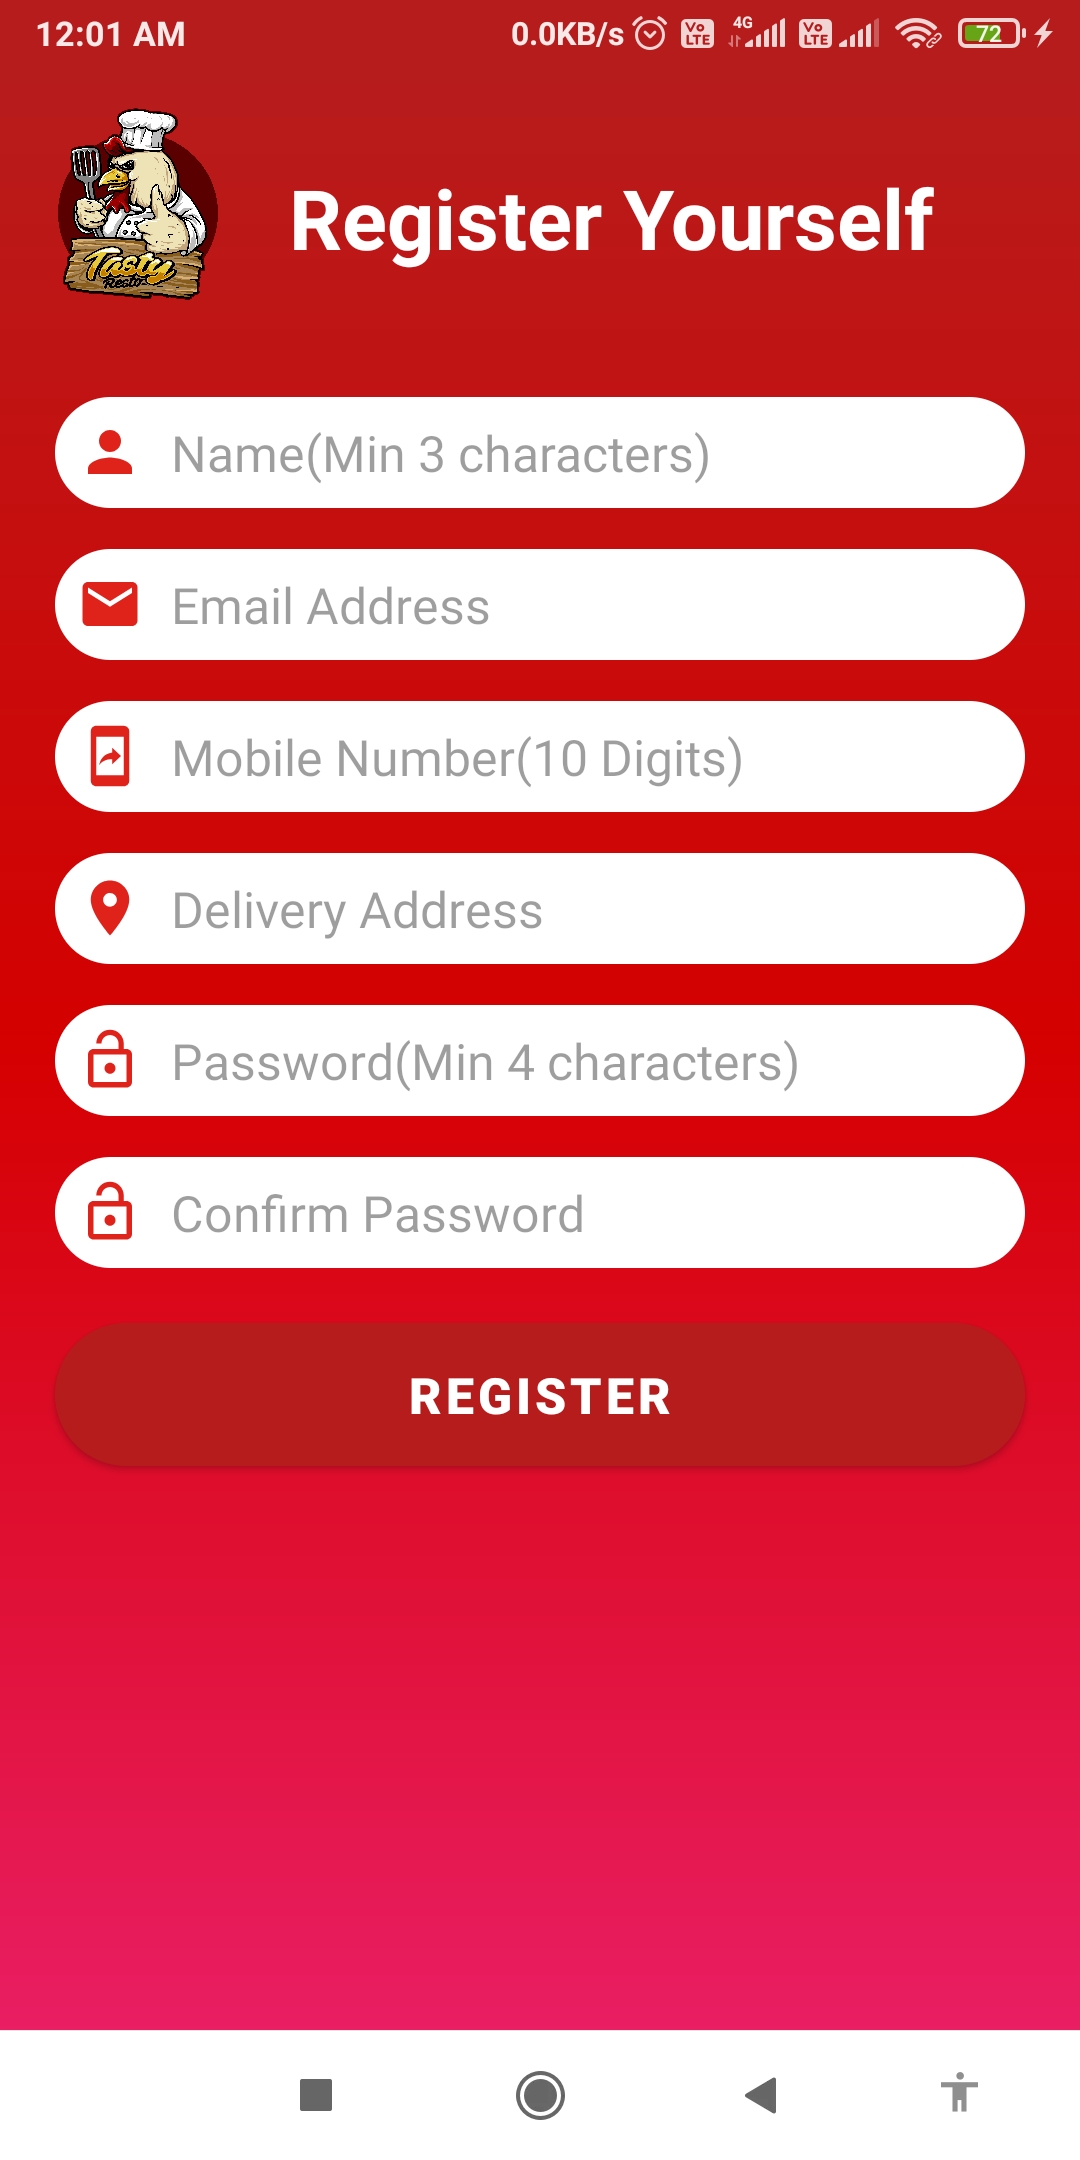 12:01 AM 0.0KB/s Vo LTE 4G Vo LTE 72
Tasty
Resto
Register Yourself
Name(Min 3 characters)
Email Address
Mobile Number(10 Digits)
Delivery Address
Password(Min 4 characters)
Confirm Password
REGISTER